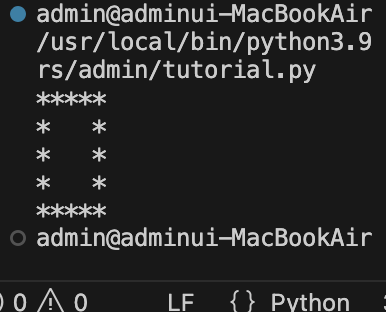 admin@adminui-MacBookAir
/usr/local/bin/python3.9
rs/admin/tutorial.py
*****
*   *
*   *
*   *
*****
admin@adminui-MacBookAir
0 0 LF {} Python